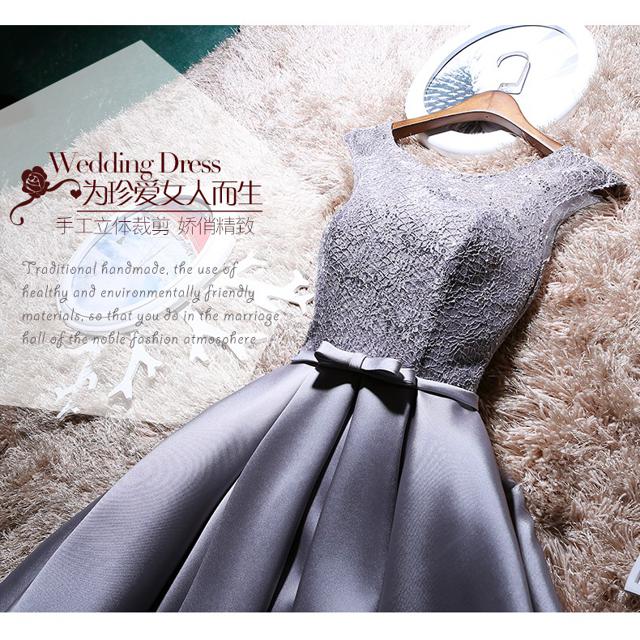 Wedding Dress
为珍爱女人而生
手工立体裁剪 娇俏精致
Traditional handmade, the use of
healthy and environmentally friendly
materials, so that you do in the marriage
hall of the noble fashion atmosphere